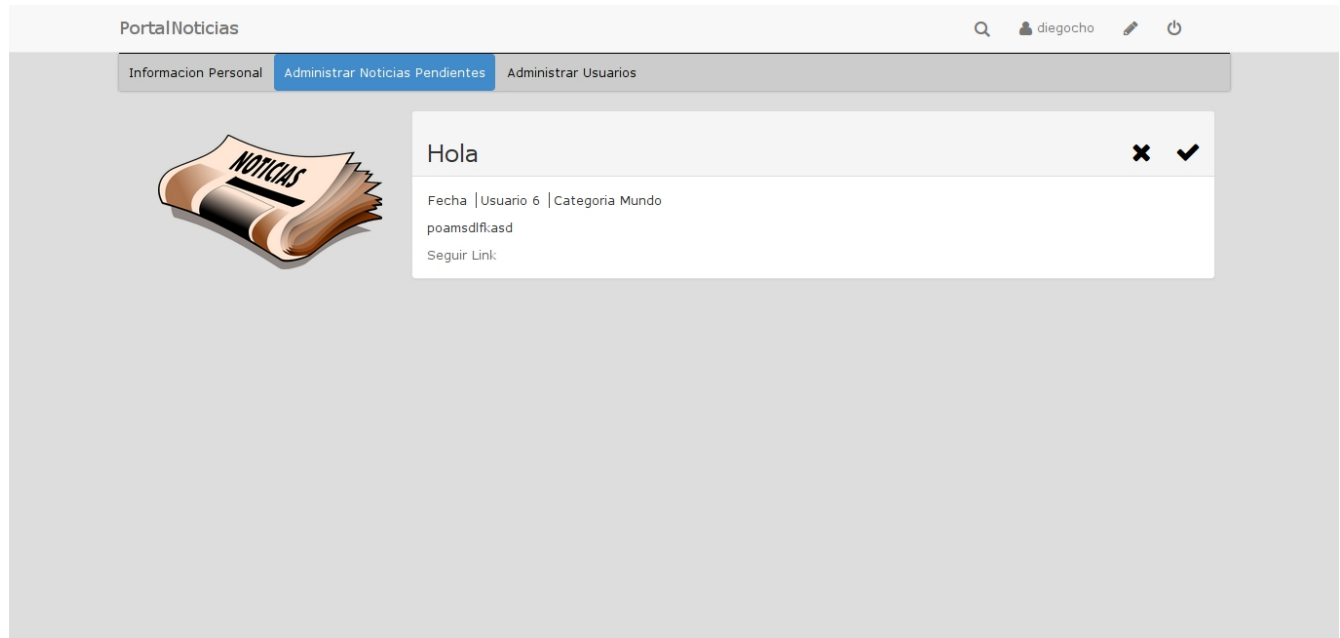 PortalNoticias diegocho
Informacion Personal Administrar Noticias Pendientes Administrar Usuarios
NOTICIAS
Hola
Fecha |Usuario 6 |Categoria Mundo
poamsdlfkasd
Seguir Link